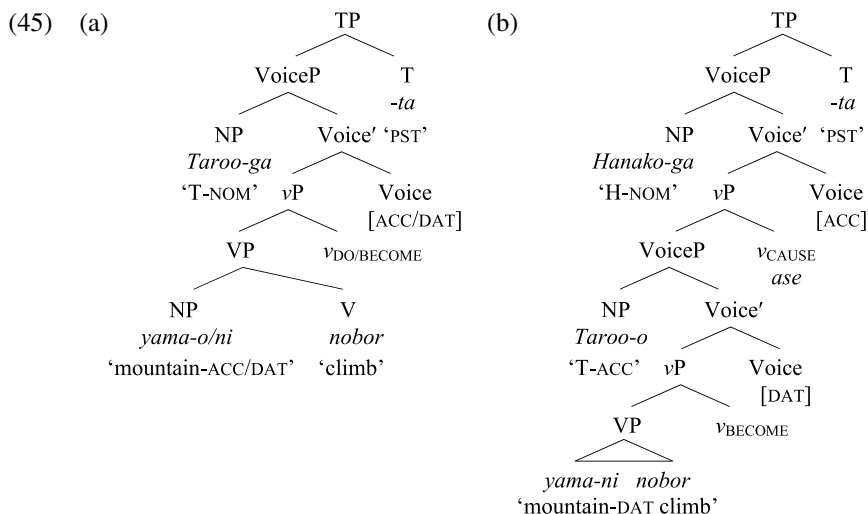 (45) (a) TP (b) TP
VoiceP T VoiceP T
-ta -ta
NP Voice′ ‘PST’ NP Voice′ ‘PST’
Taroo-ga Hanako-ga
‘T-NOM’ vP Voice ‘H-NOM’ vP Voice
[ACC/DAT] [ACC]
VP vDO/BECOME VoiceP vCAUSE
ase
NP V NP Voice′
yama-o/ni nobor Taroo-o
‘mountain-ACC/DAT’ ‘climb’ ‘T-ACC’ vP Voice
[DAT]
VP vBECOME
yama-ni nobor
‘mountain-DAT climb’